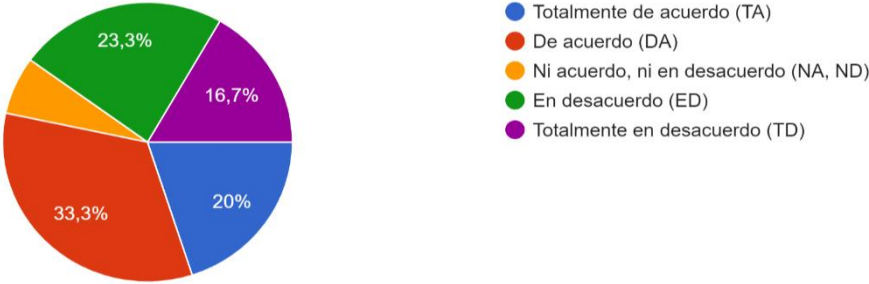 23,3%
16,7%
33,3%
20%
Totalmente de acuerdo (TA)
De acuerdo (DA)
Ni acuerdo, ni en desacuerdo (NA, ND)
En desacuerdo (ED)
Totalmente en desacuerdo (TD)